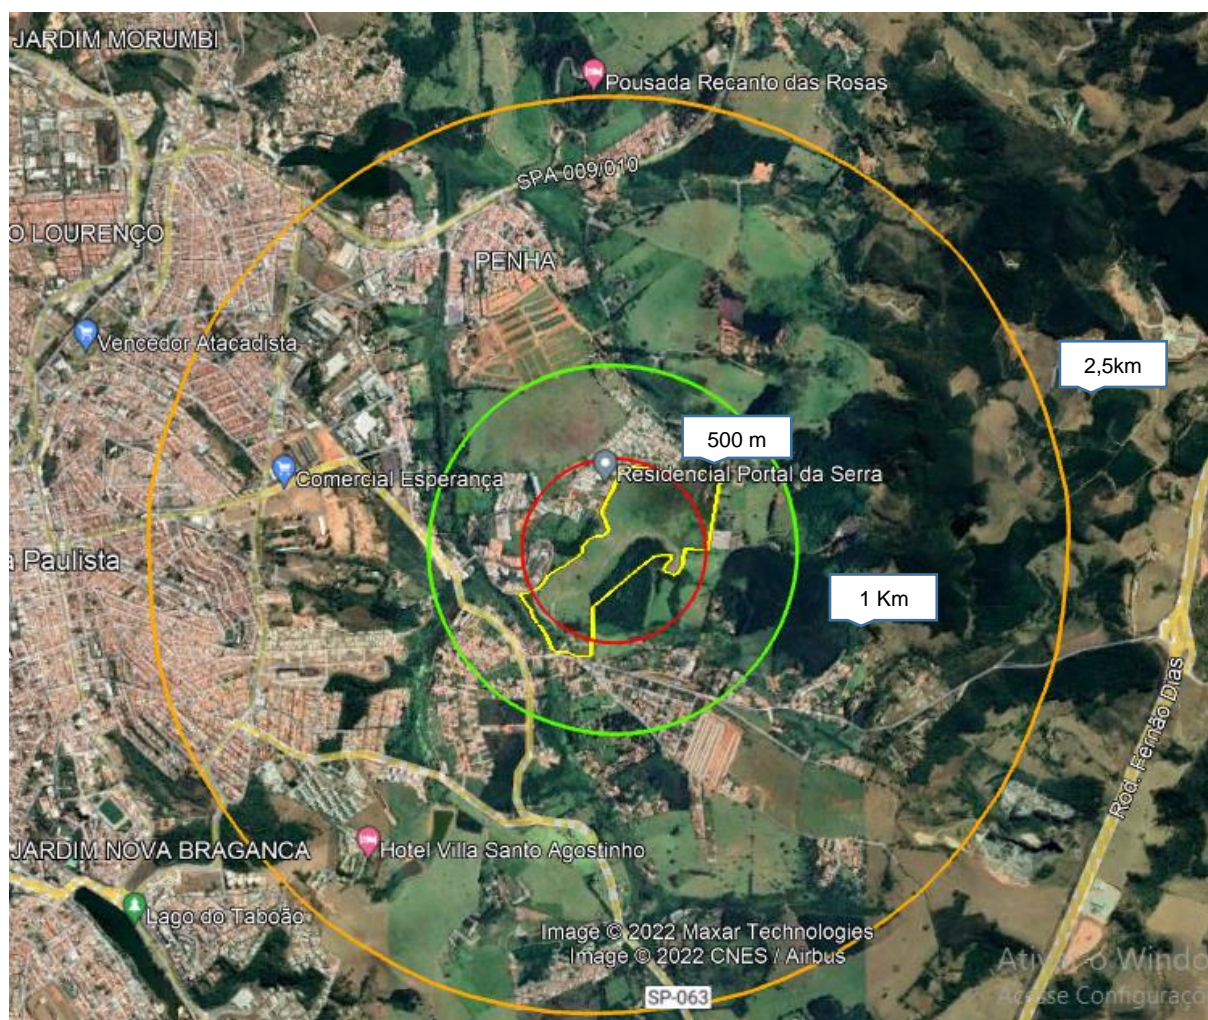 JARDIM MORUMBI
Pousada Recanto das Rosas
SPA 009/010
O LOURENÇO
PENHA
Vencedor Atacadista
2,5km
500 m
Comercial Esperança
Residencial Portal da Serra
a Paulista
1 Km
Rod. Fernão Dias
JARDIM NOVA BRAGANCA
Hotel Villa Santo Agostinho
Lago do Taboão
Image © 2022 Maxar Technologies
Image © 2022 CNES / Airbus
SP-063